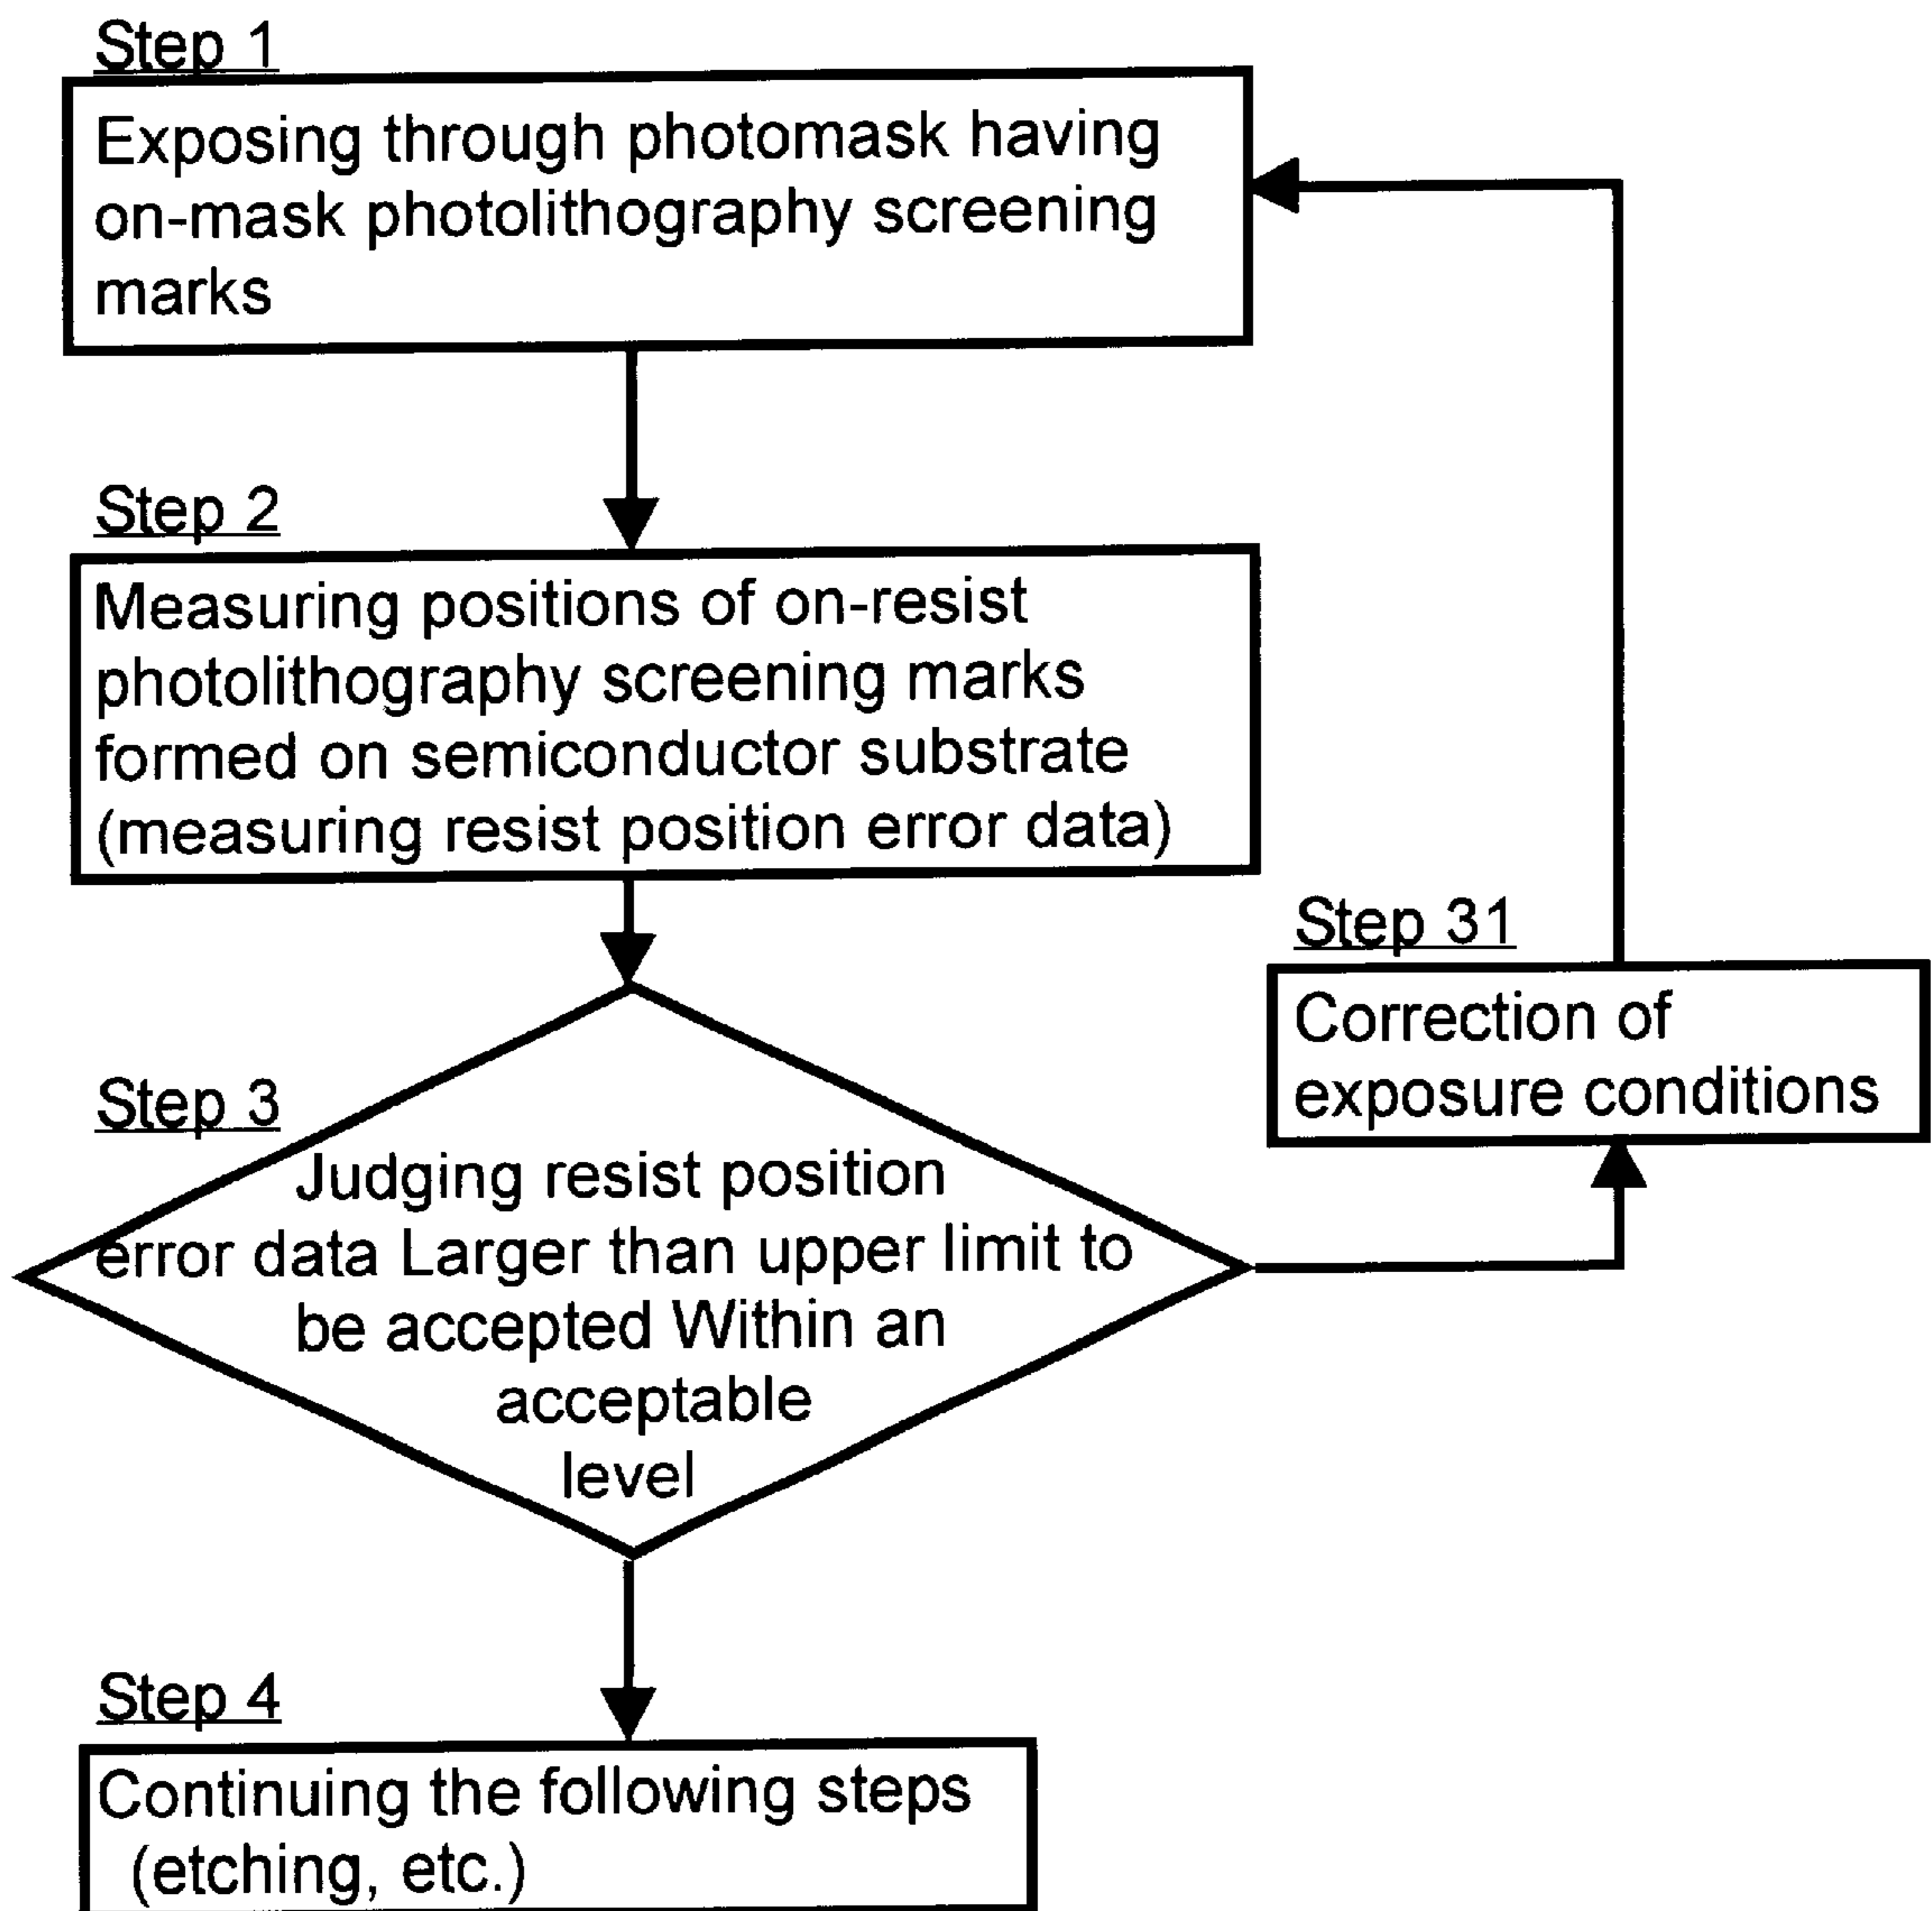 Step 1
Exposing through photomask having
on-mask photolithography screening
marks
Step 2
Measuring positions of on-resist
photolithography screening marks
formed on semiconductor substrate
(measuring resist position error data)
Step 31
Correction of
exposure conditions
Step 3
Judging resist position
error data Larger than upper limit to
be accepted Within an
acceptable
level
Step 4
Continuing the following steps
(etching, etc.)